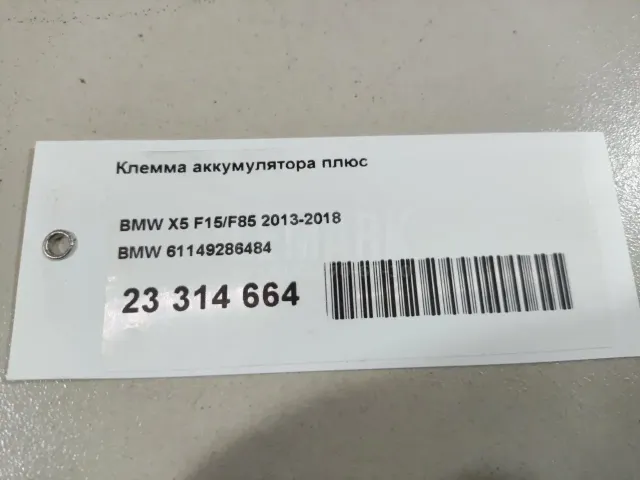 Клемма аккумулятора плюс
BMW X5 F15/F85 2013-2018
BMW 61149286484
23 314 664